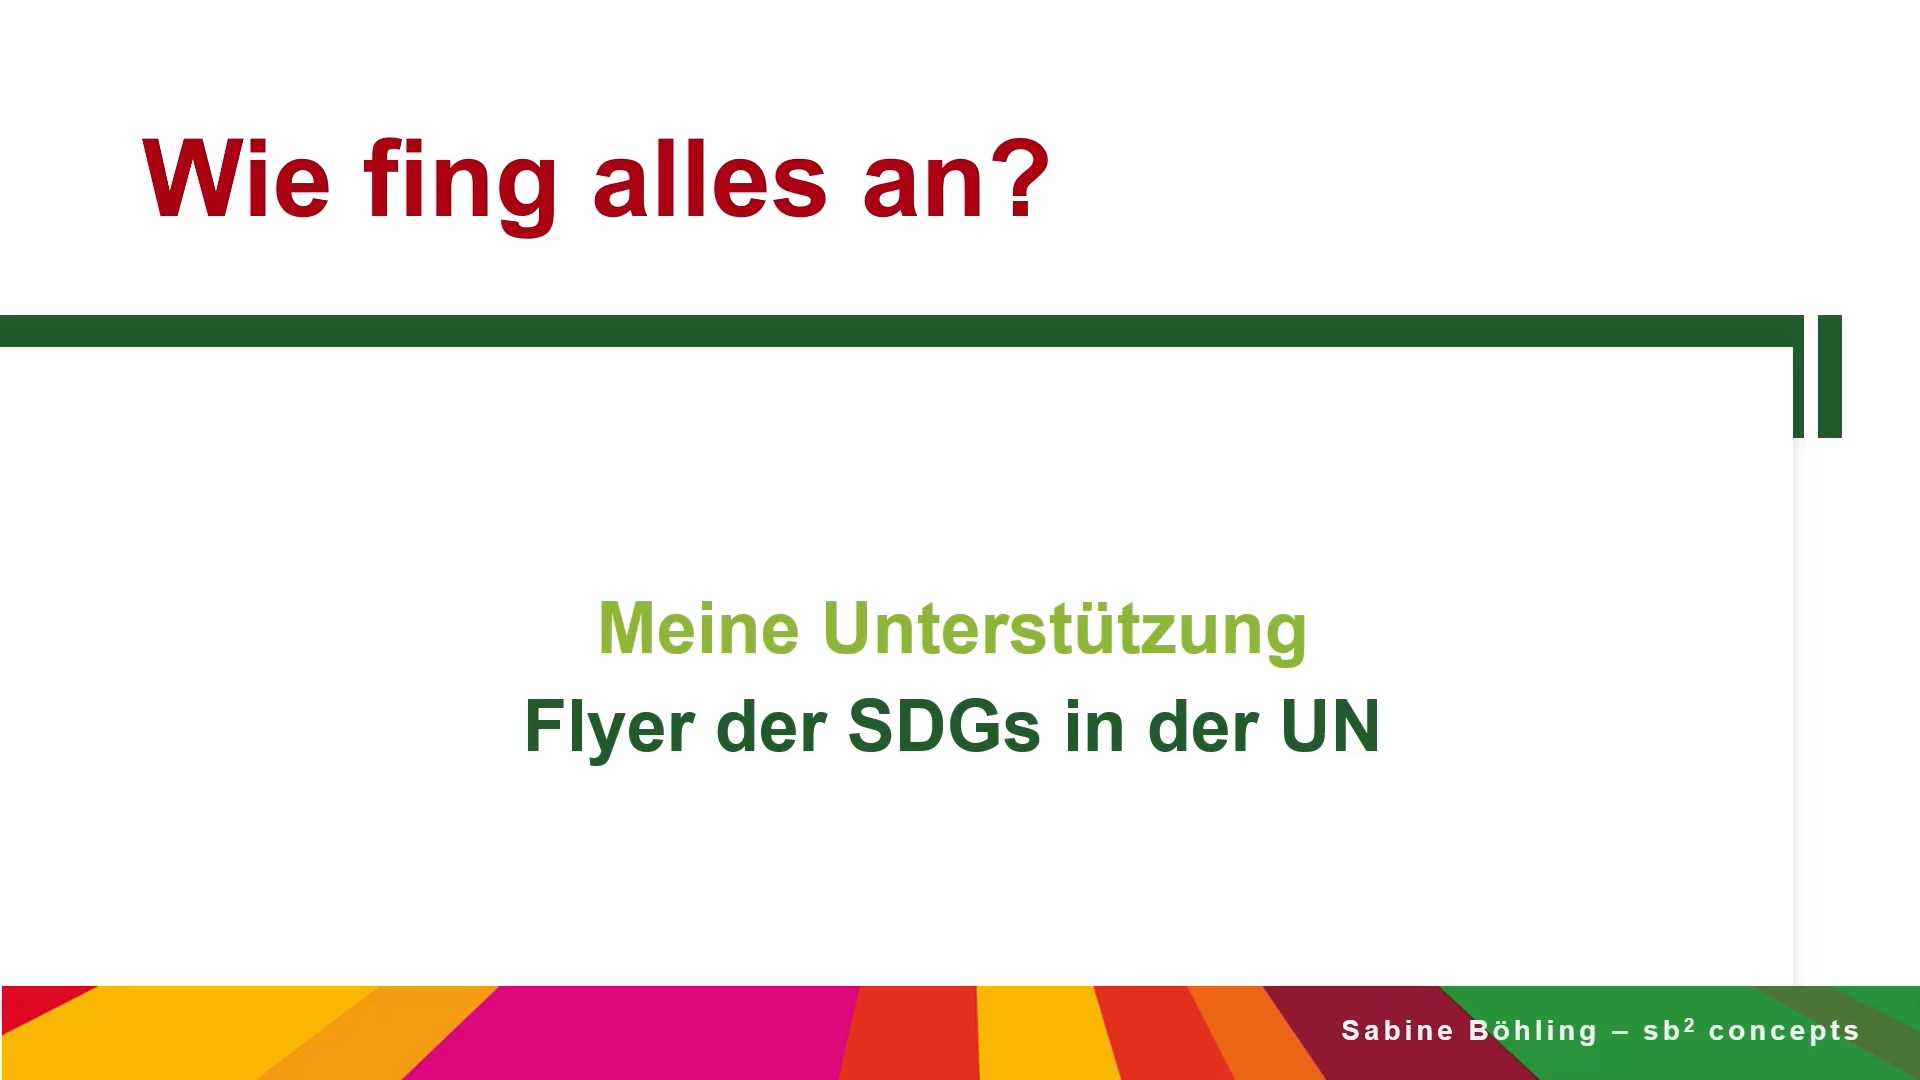 Wie fing alles an?
Meine Unterstützung
Flyer der SDGs in der UN
Sabine Böhling – sb² concepts